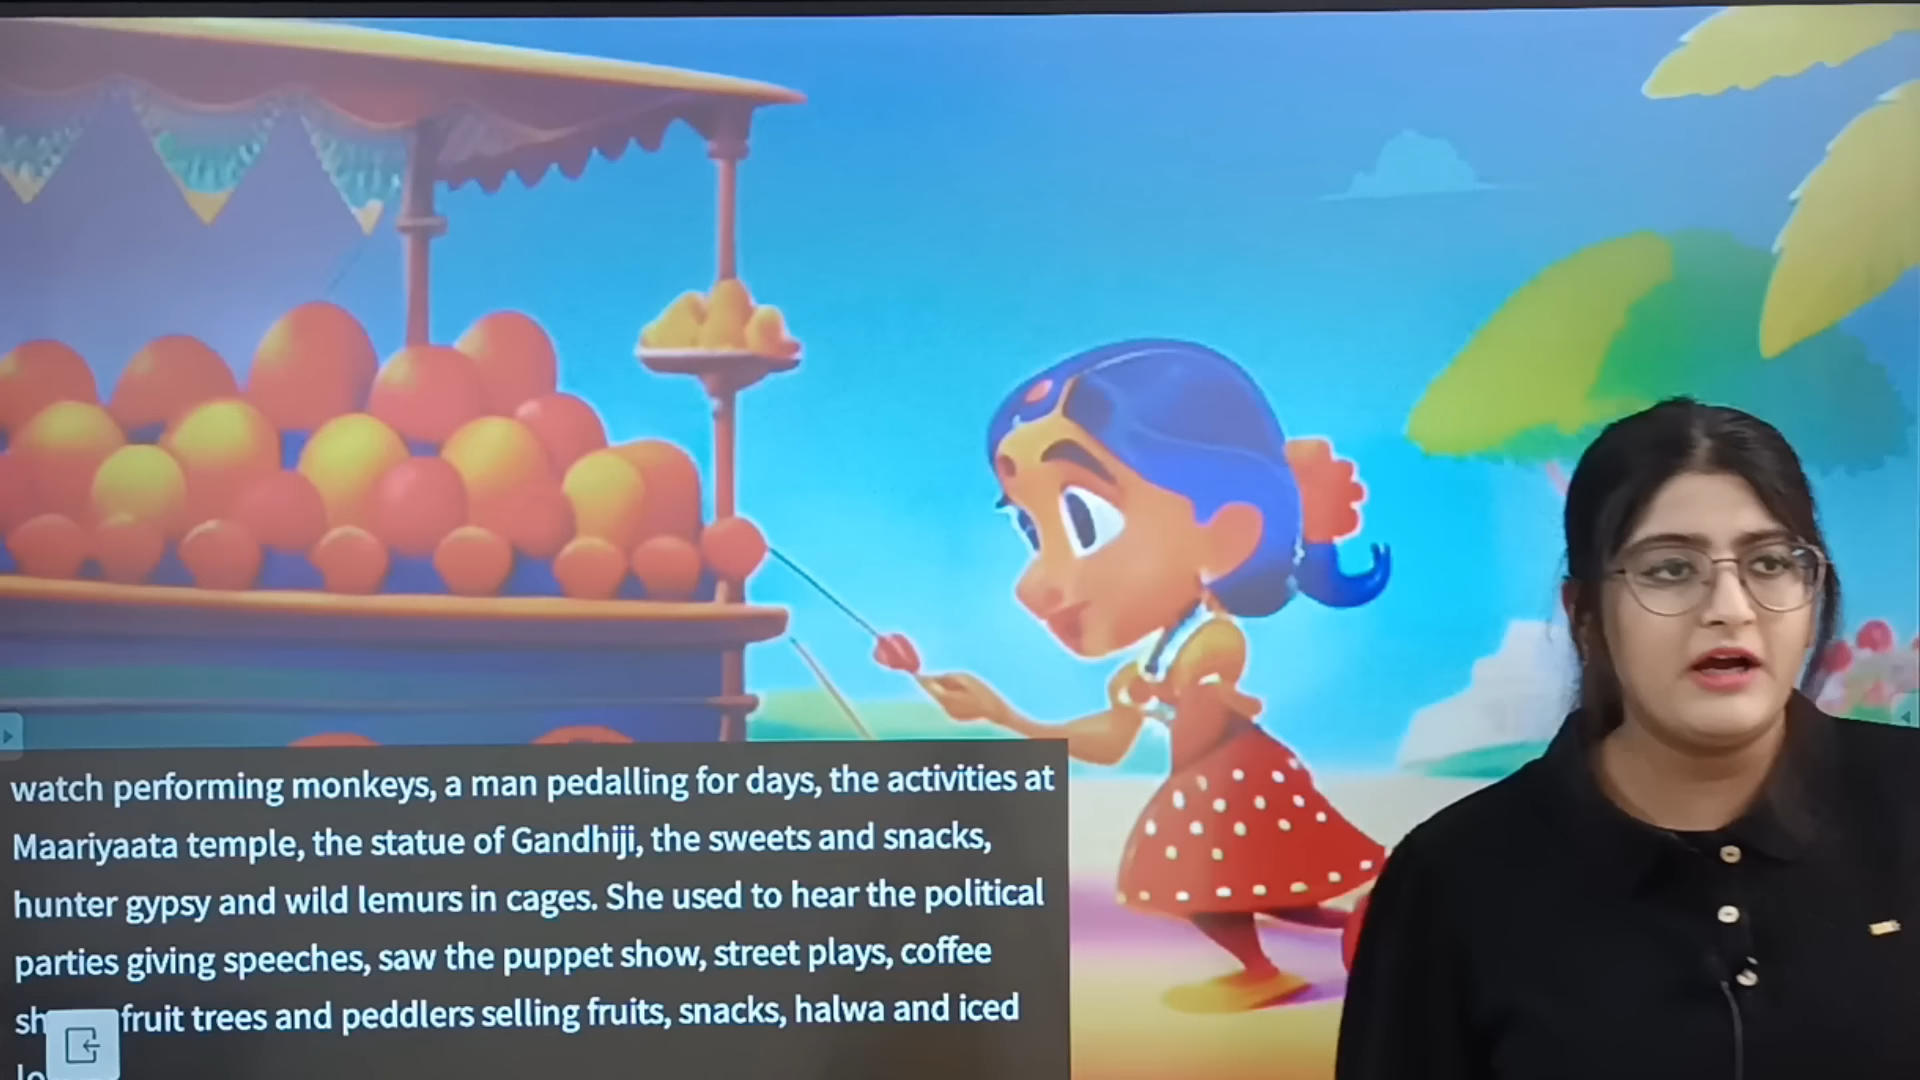 watch performing monkeys, a man pedalling for days, the activities at
Maariyaata temple, the statue of Gandhiji, the sweets and snacks,
hunter gypsy and wild lemurs in cages. She used to hear the political
parties giving speeches, saw the puppet show, street plays, coffee
fruit trees and peddlers selling fruits, snacks, halwa and iced